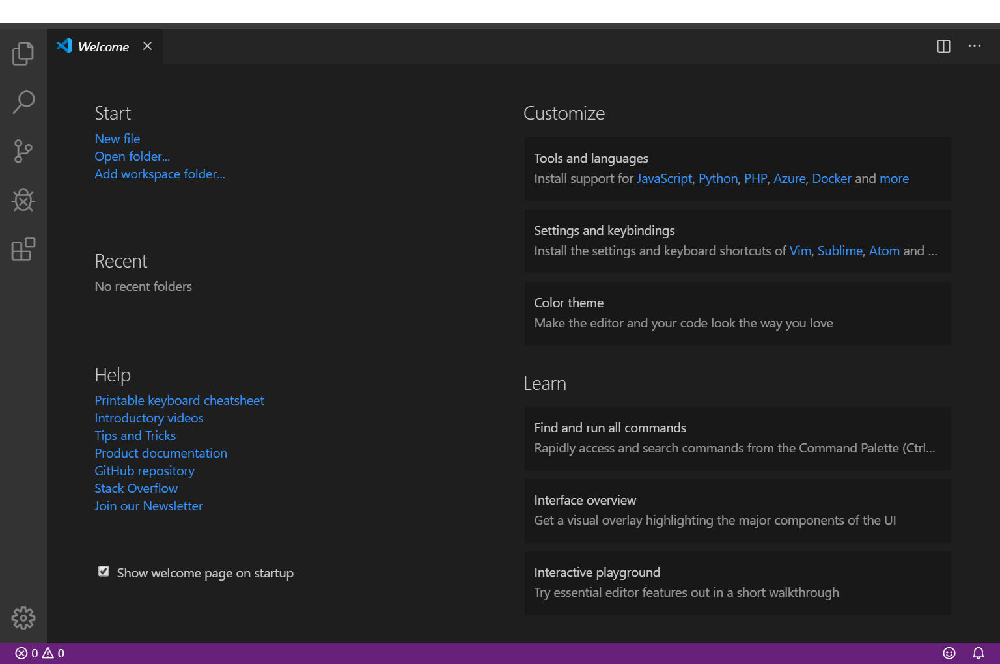 Welcome
Start
New file
Open folder...
Add workspace folder...
Recent
No recent folders
Help
Printable keyboard cheatsheet
Introductory videos
Tips and Tricks
Product documentation
GitHub repository
Stack Overflow
Join our Newsletter
Show welcome page on startup
Customize
Tools and languages
Install support for JavaScript, Python, PHP, Azure, Docker and more
Settings and keybindings
Install the settings and keyboard shortcuts of Vim, Sublime, Atom and ...
Color theme
Make the editor and your code look the way you love
Learn
Find and run all commands
Rapidly access and search commands from the Command Palette (Ctrl...
Interface overview
Get a visual overlay highlighting the major components of the UI
Interactive playground
Try essential editor features out in a short walkthrough
0 0